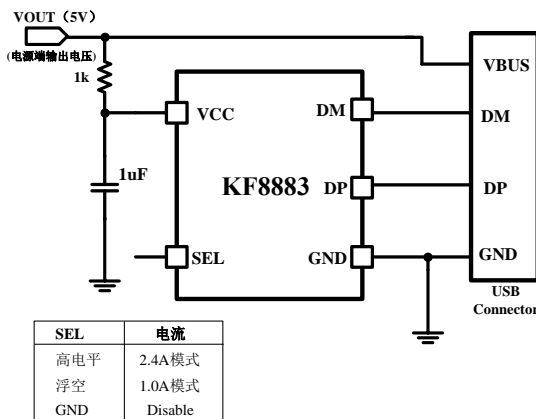 VOUT（5V）
(电源端输出电压)
1k
VBUS
VCC
DM
DM
1uF
KF8883
DP
DP
SEL
GND
GND
USB
Connector
SEL 电流
高电平 2.4A模式
浮空 1.0A模式
GND Disable